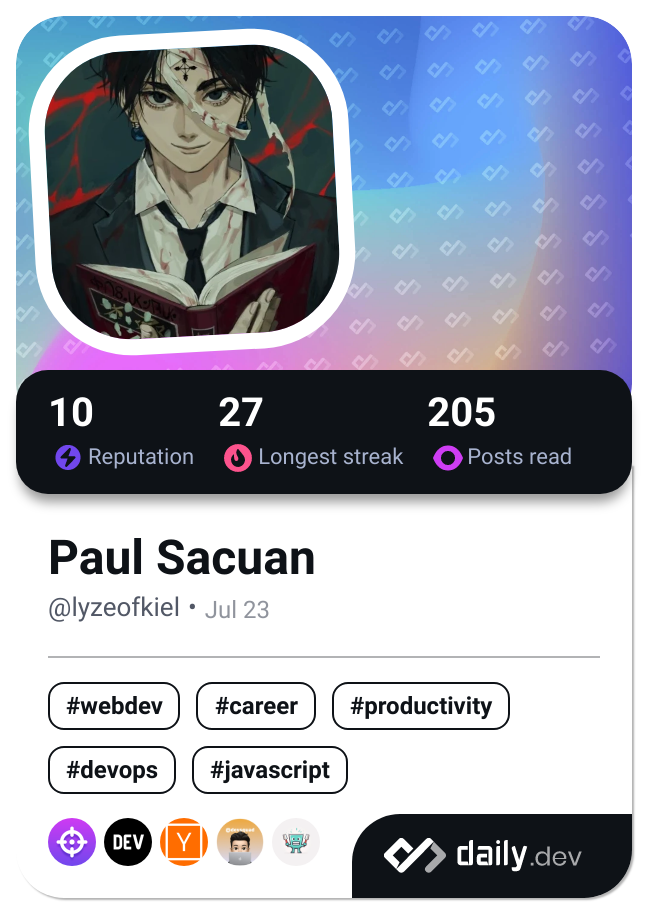 10
27
205
Reputation
Longest streak
Posts read
Paul Sacuan
@lyzeofkiel • Jul 23
#webdev
#career
#productivity
#devops
#javascript
DEV
Y
daily.dev